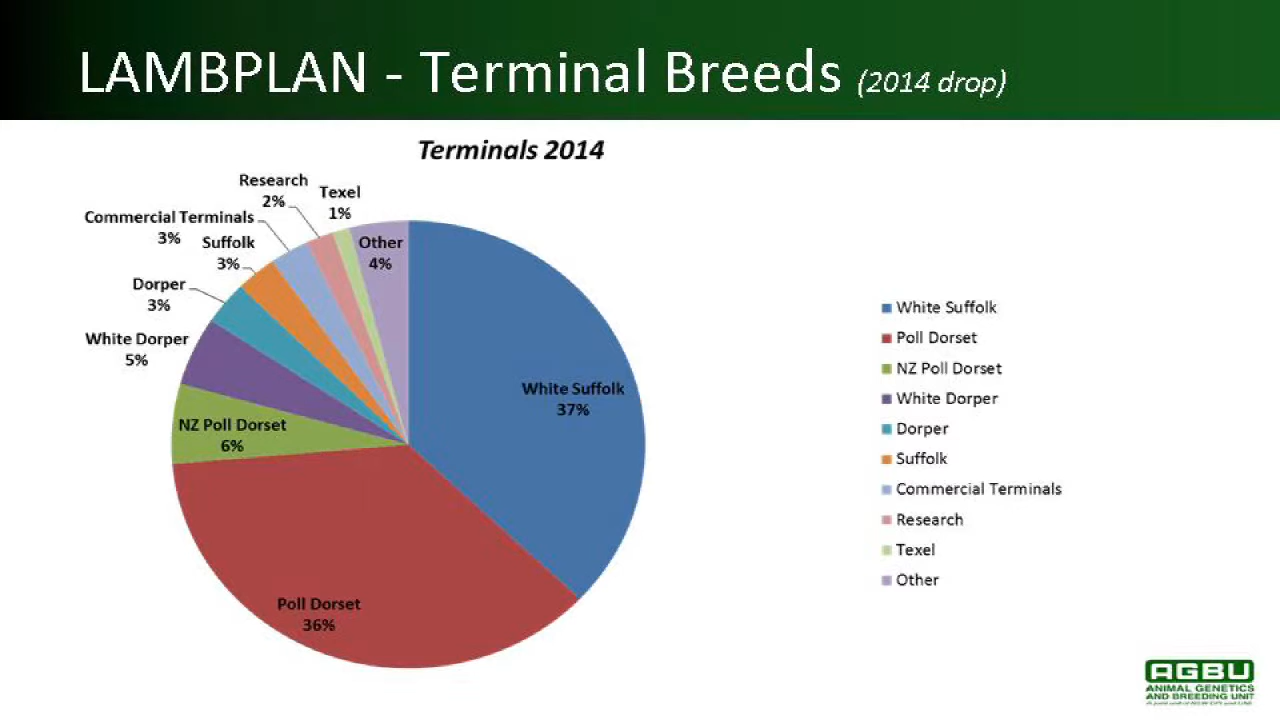 LAMBPLAN - Terminal Breeds (2014 drop)
Terminals 2014
Research
2%
Texel
1%
Commercial Terminals
3%
Suffolk
3%
Other
4%
Dorper
3%
White Dorper
5%
White Suffolk
37%
NZ Poll Dorset
6%
Poll Dorset
36%
White Suffolk
Poll Dorset
NZ Poll Dorset
White Dorper
Dorper
Suffolk
Commercial Terminals
Research
Texel
Other
AGBU
ANIMAL GENETICS
AND BREEDING UNIT